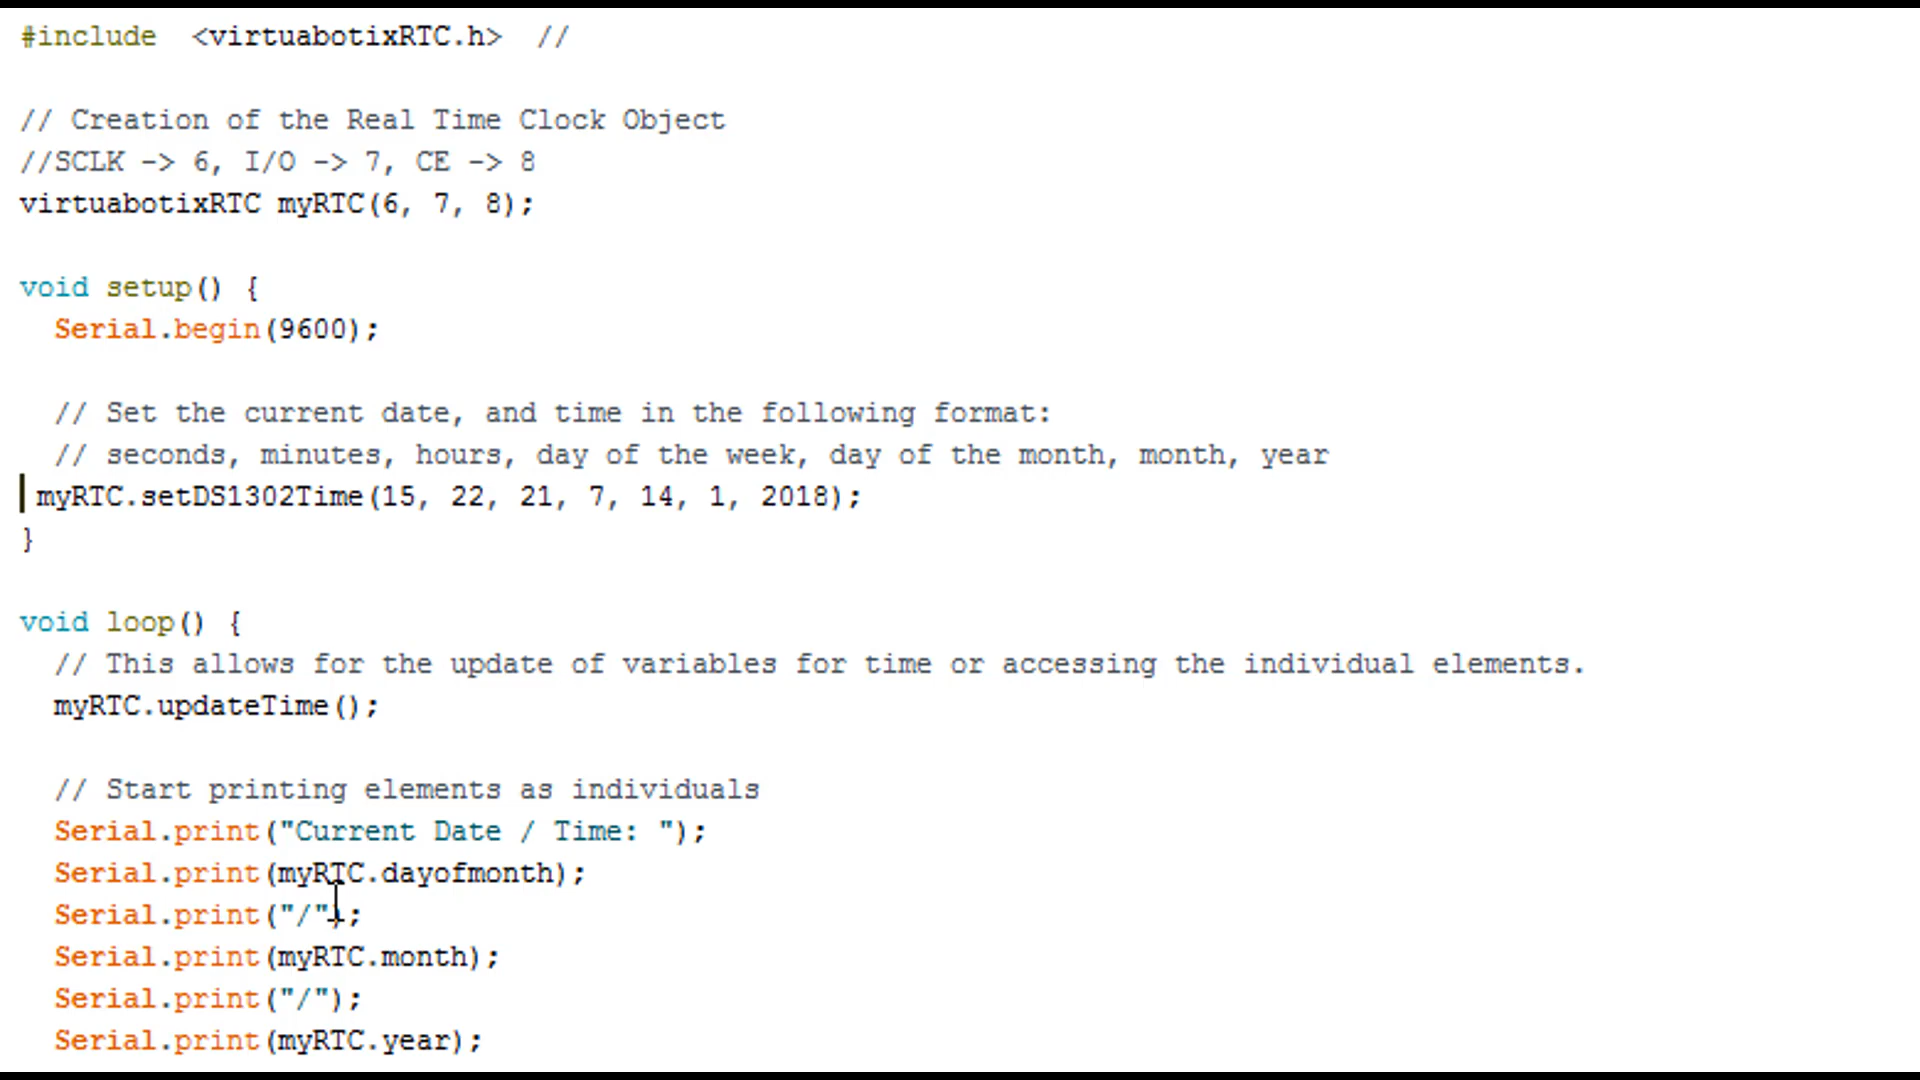 #include  <virtuabotixRTC.h>  //
// Creation of the Real Time Clock Object
//SCLK -> 6, I/O -> 7, CE -> 8
virtuabotixRTC myRTC(6, 7, 8);
void setup() {
Serial.begin(9600);
// Set the current date, and time in the following format:
// seconds, minutes, hours, day of the week, day of the month, month, year
myRTC.setDS1302Time(15, 22, 21, 7, 14, 1, 2018);
}
void loop() {
// This allows for the update of variables for time or accessing the individual elements.
myRTC.updateTime();
// Start printing elements as individuals
Serial.print("Current Date / Time: ");
Serial.print(myRTC.dayofmonth);
Serial.print("/");
Serial.print(myRTC.month);
Serial.print("/");
Serial.print(myRTC.year);